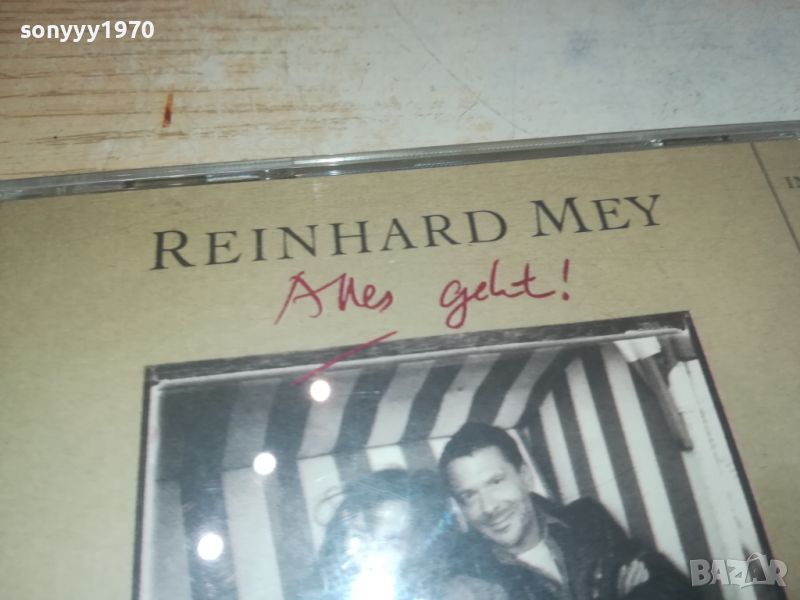 sonyyy1970
REINHARD MEY
Alles geht!
BAZAR